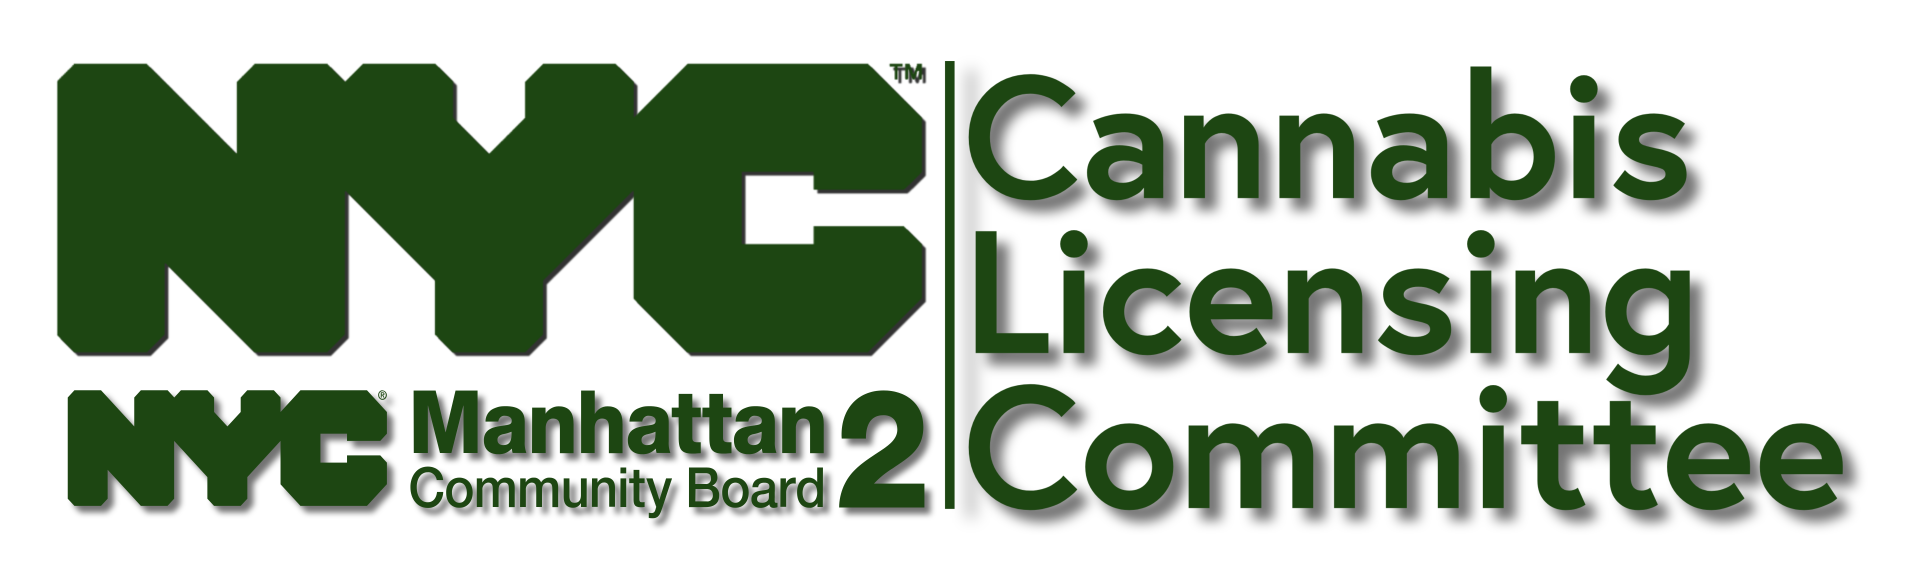 NYC™
NYC® Manhattan 2
Community Board
Cannabis
Licensing
Committee